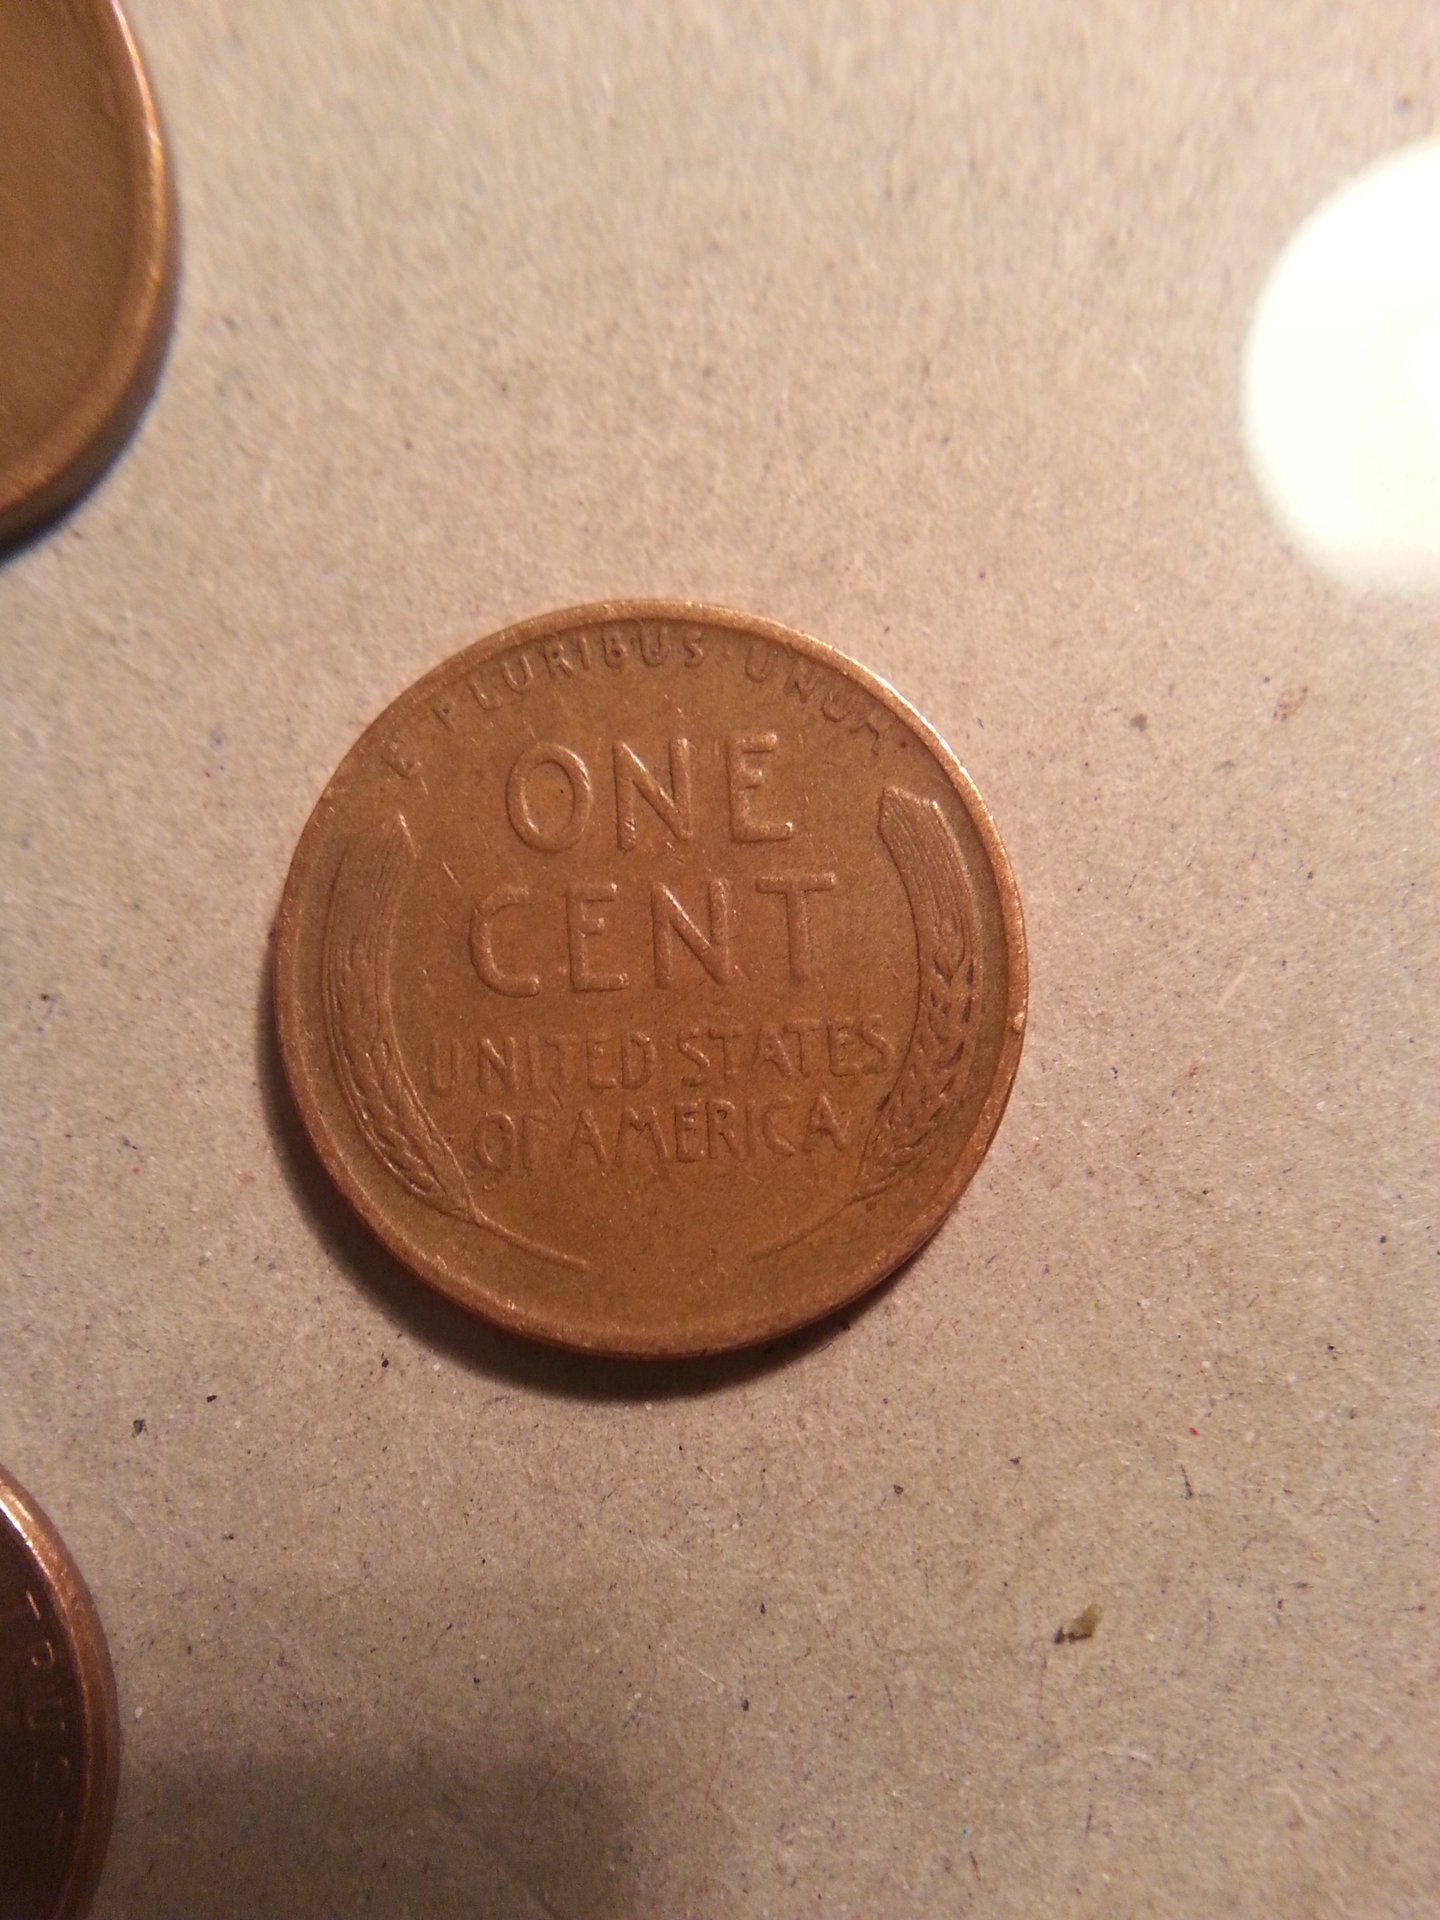 E PLURIBUS UNUM
ONE
CENT
UNITED STATES
OF AMERICA